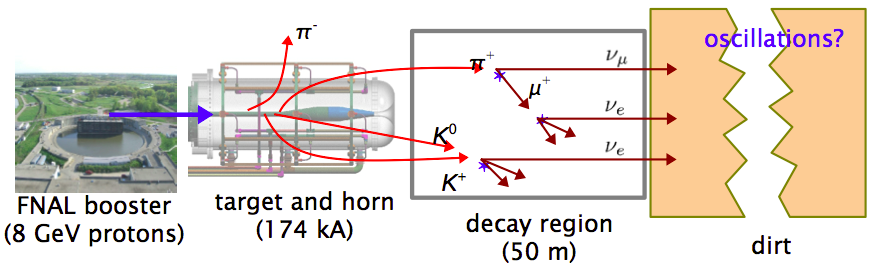 π⁻
oscillations?
π⁺
ν_μ
μ⁺
ν_e
K⁰
ν_e
K⁺
FNAL booster
(8 GeV protons)
target and horn
(174 kA)
decay region
(50 m)
dirt